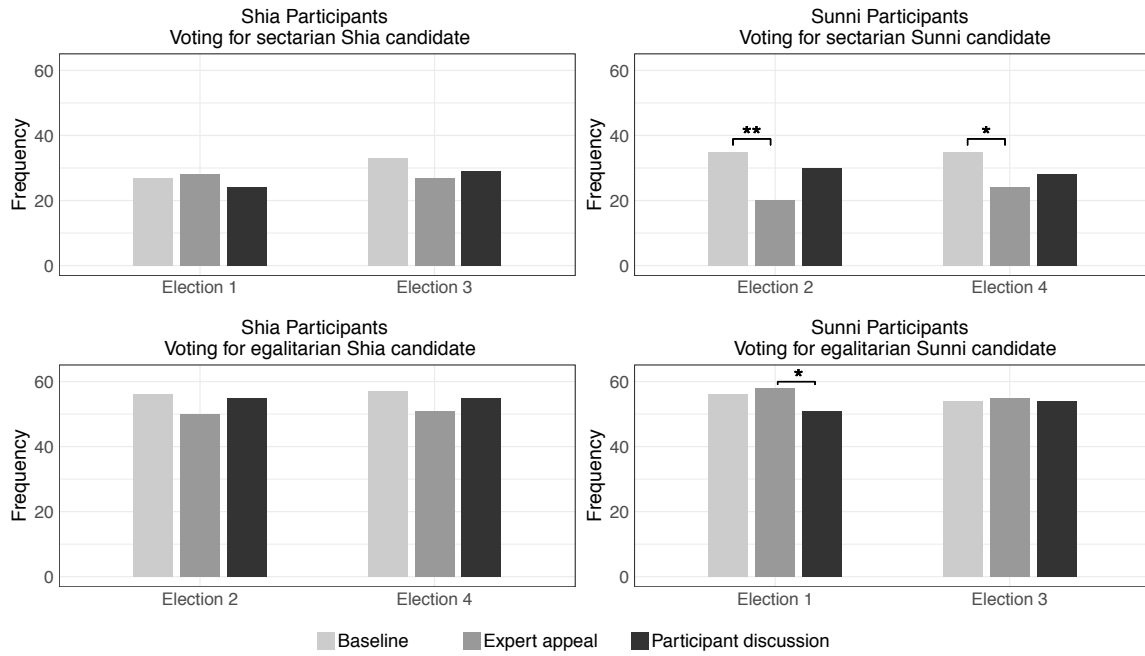 Shia Participants
Voting for sectarian Shia candidate
Frequency
60
40
20
0
Election 1
Election 3
Sunni Participants
Voting for sectarian Sunni candidate
Frequency
60
40
20
0
**
*
Election 2
Election 4
Shia Participants
Voting for egalitarian Shia candidate
Frequency
60
40
20
0
Election 2
Election 4
Sunni Participants
Voting for egalitarian Sunni candidate
Frequency
60
40
20
0
*
Election 1
Election 3
Baseline
Expert appeal
Participant discussion